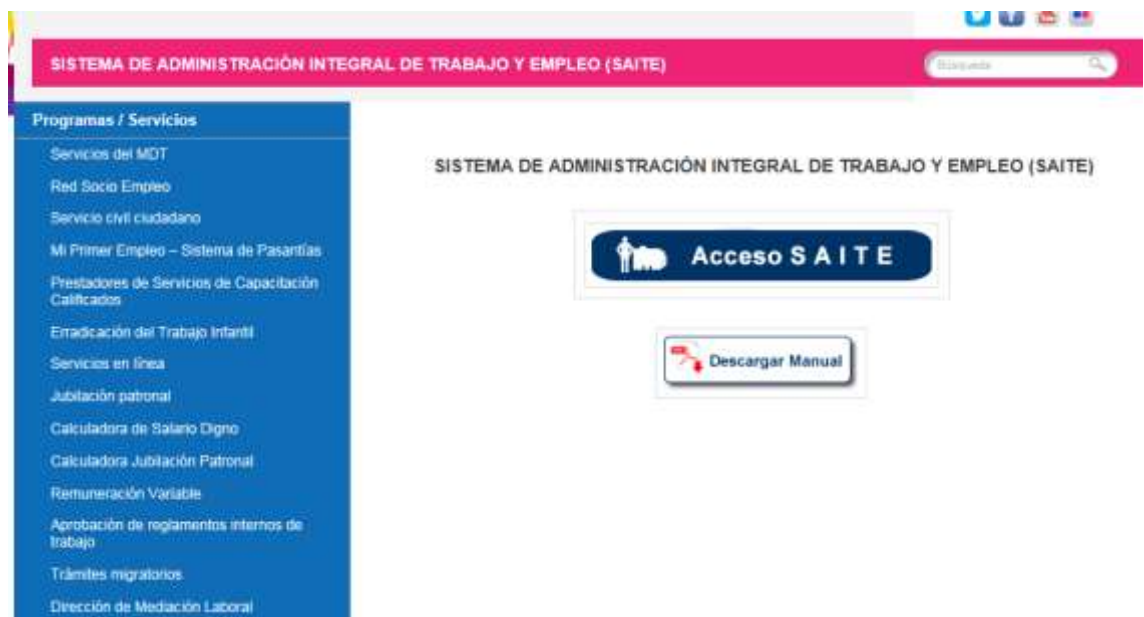 SISTEMA DE ADMINISTRACIÓN INTEGRAL DE TRABAJO Y EMPLEO (SAITE)
Búsqueda
Programas / Servicios
Servicios del MDT
Red Socio Empleo
Servicio civil ciudadano
Mi Primer Empleo – Sistema de Pasantías
Prestadores de Servicios de Capacitación
Calificados
Erradicación del Trabajo Infantil
Servicios en línea
Jubilación patronal
Calculadora de Salario Digno
Calculadora Jubilación Patronal
Remuneración Variable
Aprobación de reglamentos internos de
trabajo
Trámites migratorios
Dirección de Mediación Laboral
SISTEMA DE ADMINISTRACIÓN INTEGRAL DE TRABAJO Y EMPLEO (SAITE)
Acceso S A I T E
Descargar Manual